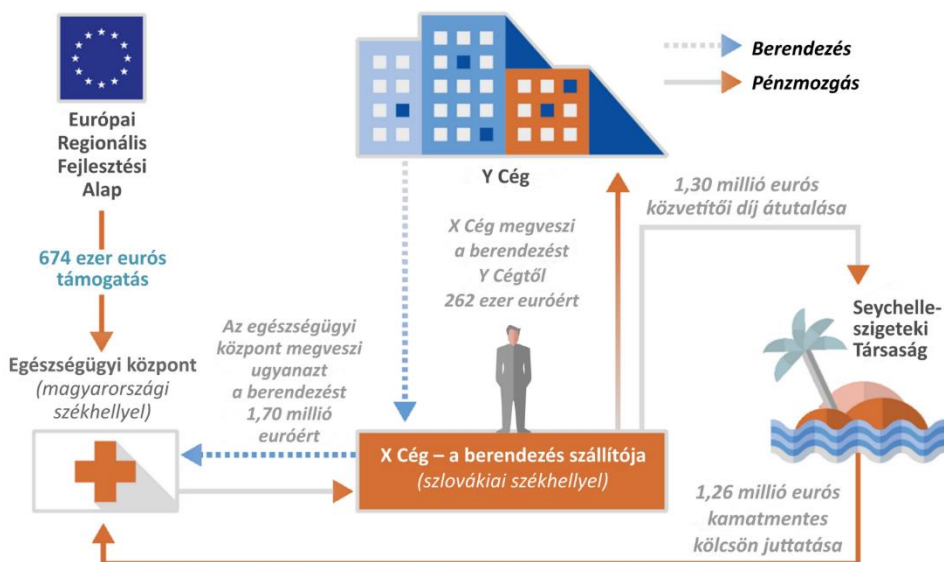 Európai
Regionális
Fejlesztési
Alap
674 ezer eurós
támogatás
Egészségügyi központ
(magyarországi
székhellyel)
Az egészségügyi
központ megveszi
ugyanazt
a berendezést
1,70 millió
euróért
Y Cég
X Cég megveszi
a berendezést
Y Cégtől
262 ezer euróért
X Cég – a berendezés szállítója
(szlovákiai székhellyel)
Berendezés
Pénzmozgás
1,30 millió eurós
közvetítői díj átutalása
Seychelle-
szigeteki
Társaság
1,26 millió eurós
kamatmentes
kölcsön juttatása